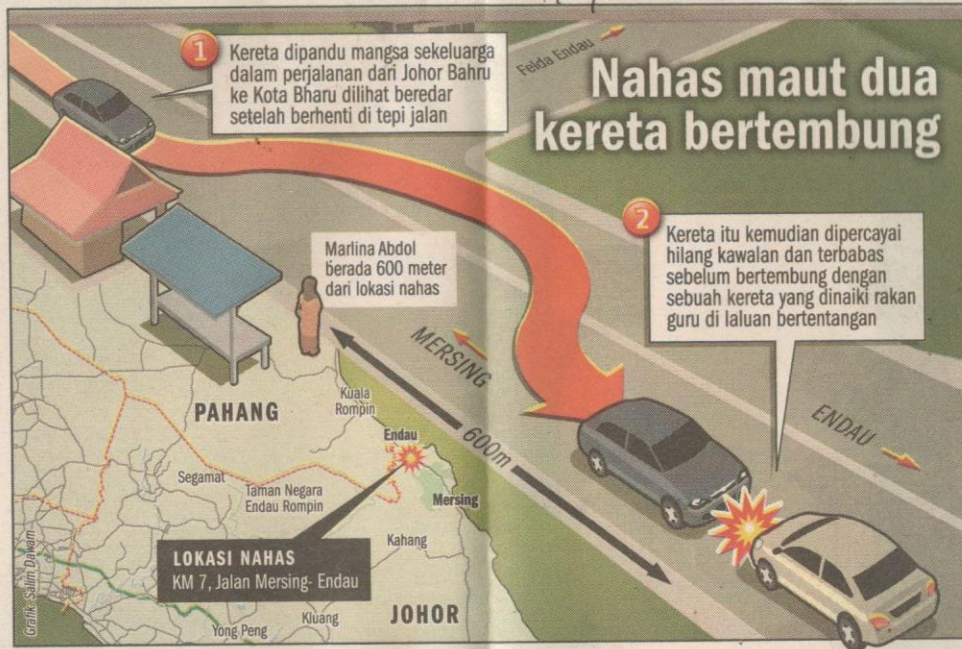 Nahas maut dua
kereta bertembung
1
Kereta dipandu mangsa sekeluarga
dalam perjalanan dari Johor Bahru
ke Kota Bharu dilihat beredar
setelah berhenti di tepi jalan
Felda Endau
2
Kereta itu kemudian dipercayai
hilang kawalan dan terbabas
sebelum bertembung dengan
sebuah kereta yang dinaiki rakan
guru di laluan bertentangan
Marlina Abdol
berada 600 meter
dari lokasi nahas
MERSING
ENDAU
600m
PAHANG
Kuala
Rompin
Endau
Segamat
Taman Negara
Endau Rompin
Mersing
LOKASI NAHAS
KM 7, Jalan Mersing- Endau
Kahang
JOHOR
Kluang
Yong Peng
Grafik: Salim Dawam